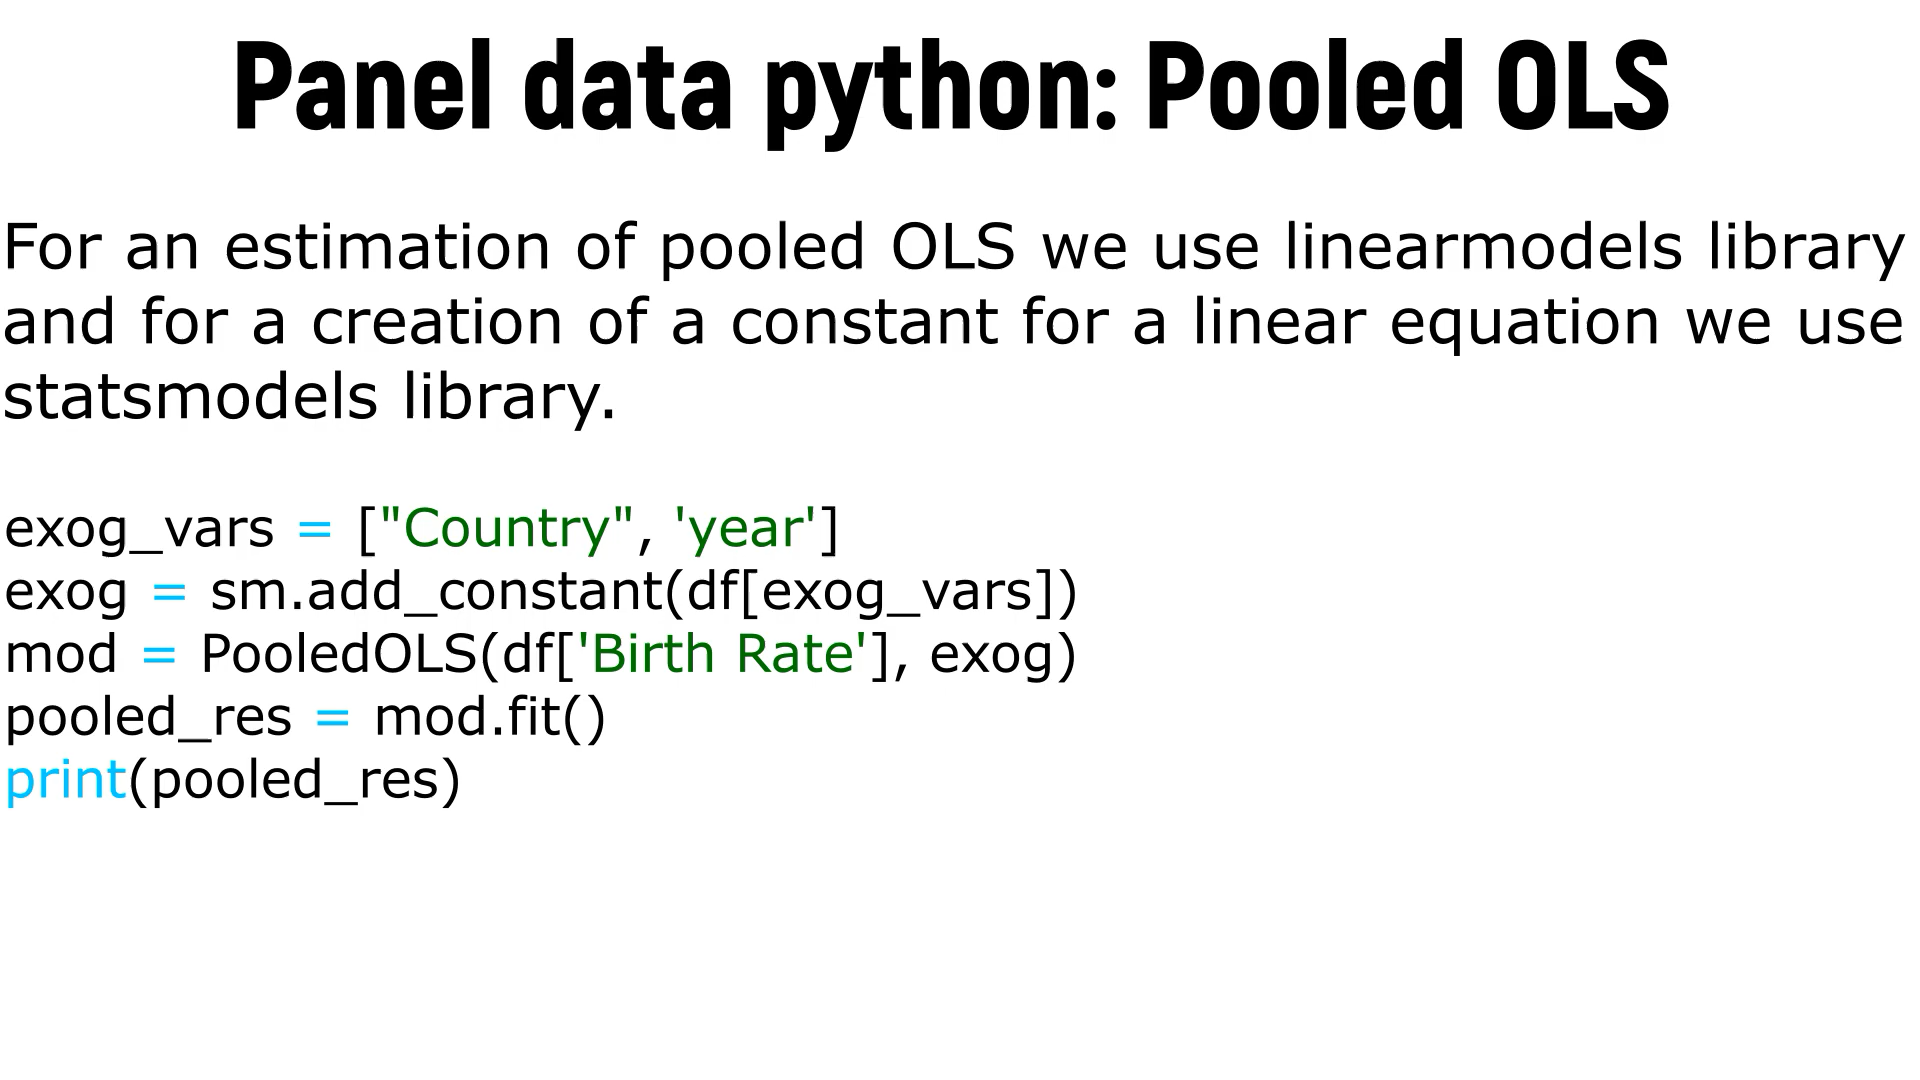 Panel data python: Pooled OLS
For an estimation of pooled OLS we use linearmodels library
and for a creation of a constant for a linear equation we use
statsmodels library.
exog_vars = ["Country", 'year']
exog = sm.add_constant(df[exog_vars])
mod = PooledOLS(df['Birth Rate'], exog)
pooled_res = mod.fit()
print(pooled_res)